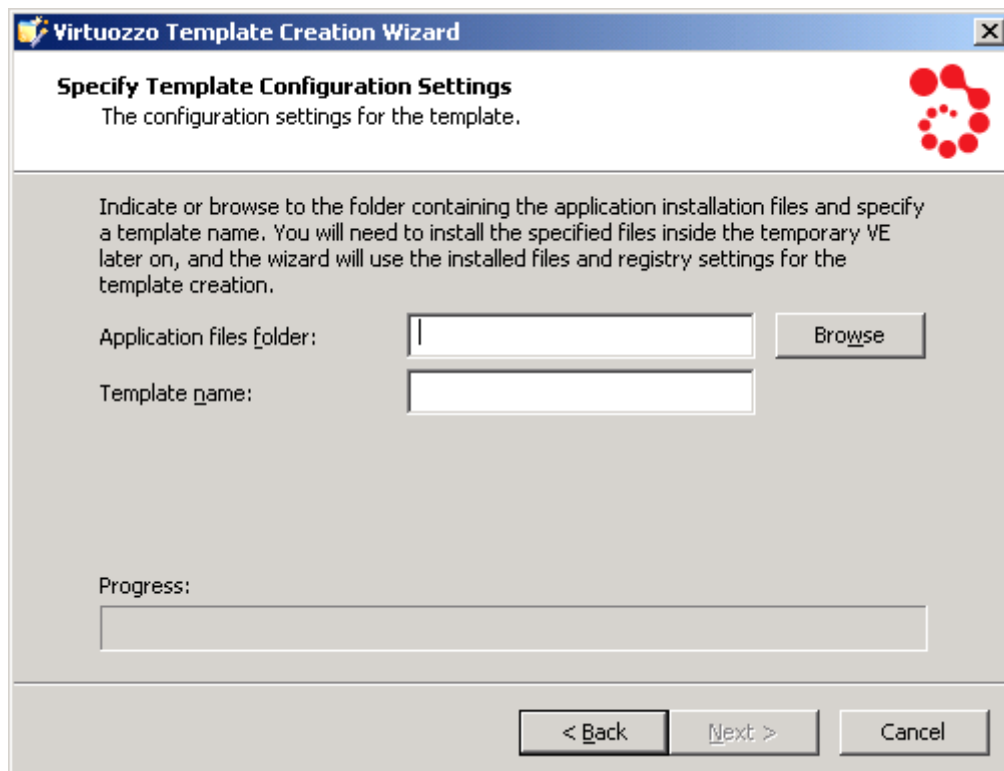 Virtuozzo Template Creation Wizard
Specify Template Configuration Settings
The configuration settings for the template.
Indicate or browse to the folder containing the application installation files and specify
a template name. You will need to install the specified files inside the temporary VE
later on, and the wizard will use the installed files and registry settings for the
template creation.
Application files folder:
Browse
Template name:
Progress:
< Back
Next >
Cancel